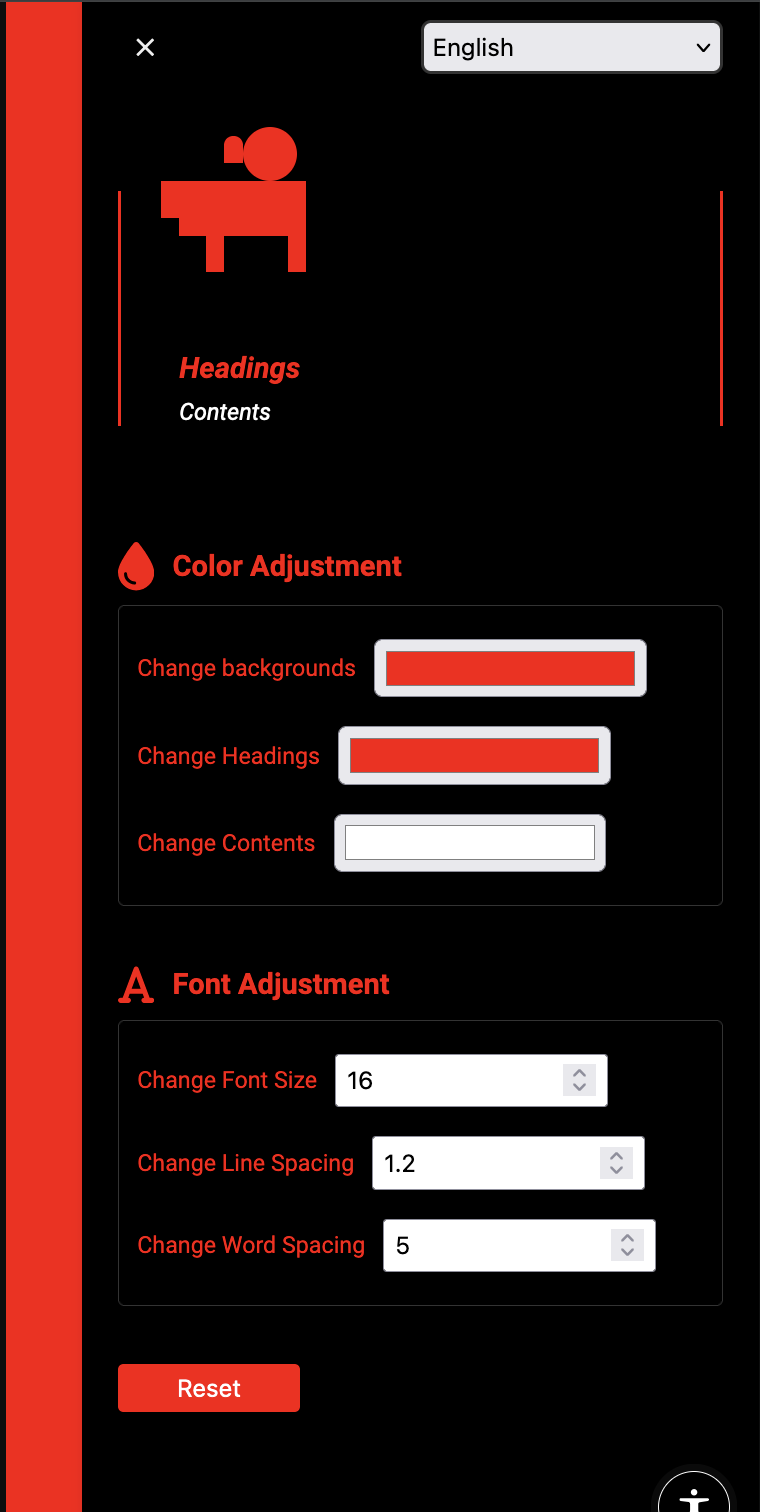 English
Headings
Contents
Color Adjustment
Change backgrounds
Change Headings
Change Contents
Font Adjustment
Change Font Size 16
Change Line Spacing 1.2
Change Word Spacing 5
Reset